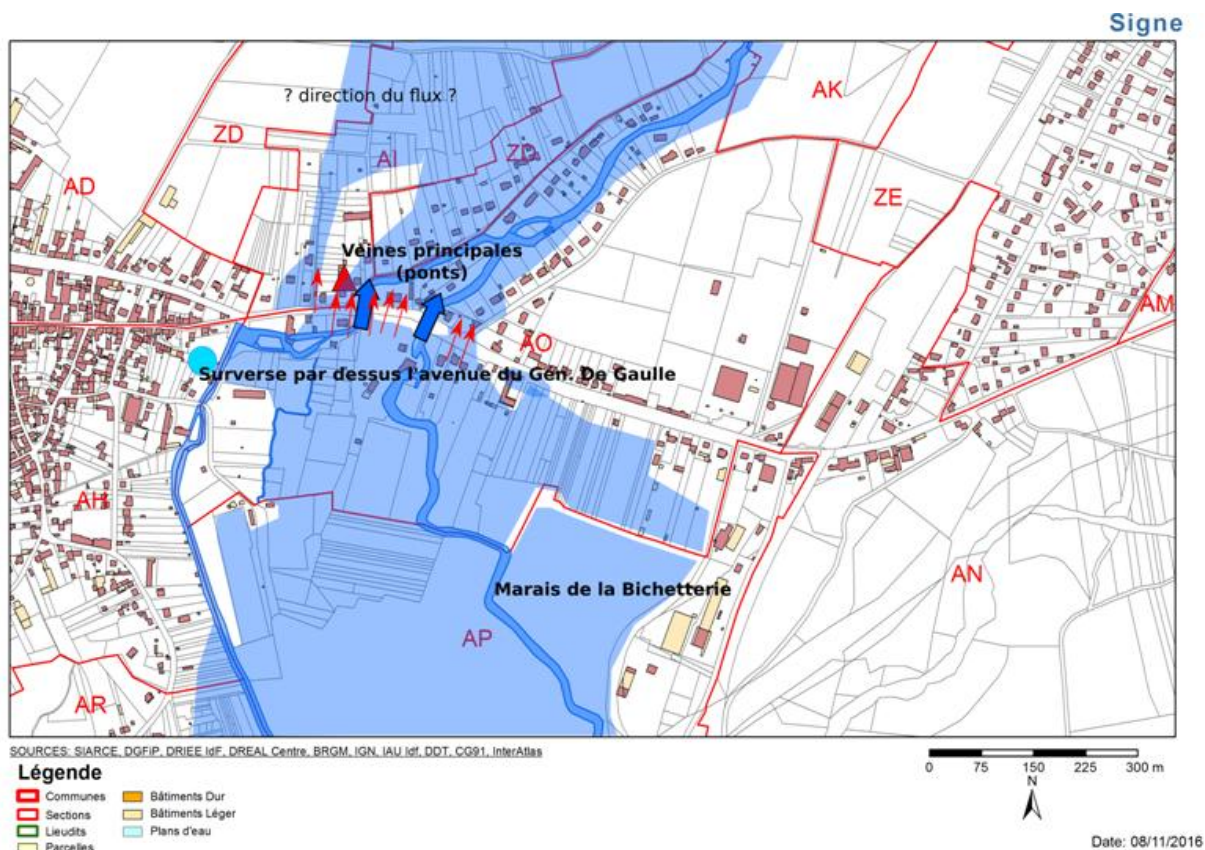 Signe
? direction du flux ?
AK
ZD
AI
ZD
AD
ZE
Veines principales
(ponts)
AM
AO
Surverse par dessus l'avenue du Gén. De Gaulle
AH
Marais de la Bichetterie
AN
AP
AR
SOURCES: SIARCE, DGFiP, DRIEE IdF, DREAL Centre, BRGM, IGN, IAU Idf, DDT, CG91, InterAtlas
0 75 150 225 300 m
N
Légende
Communes
Sections
Lieudits
Parcelles
Bâtiments Dur
Bâtiments Léger
Plans d'eau
Date: 08/11/2016